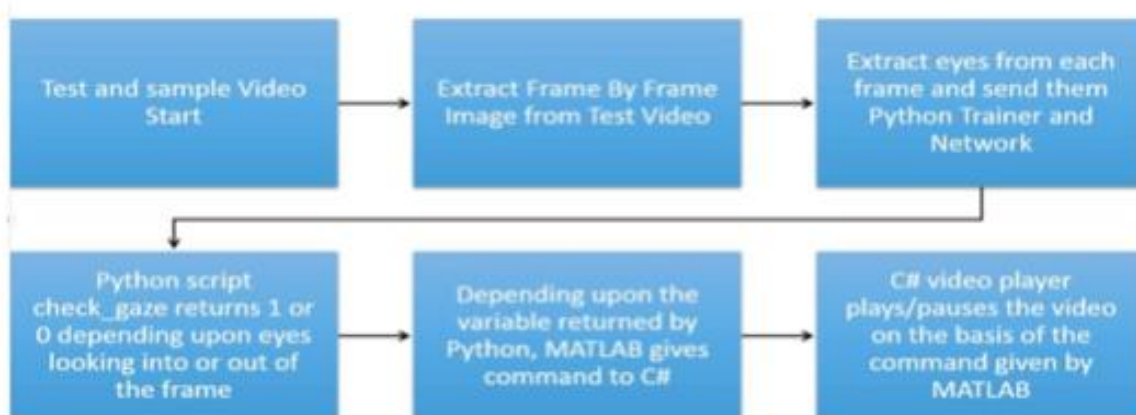 Test and sample Video
Start
Extract Frame By Frame
Image from Test Video
Extract eyes from each
frame and send them
Python Trainer and
Network
Python script
check_gaze returns 1 or
0 depending upon eyes
looking into or out of
the frame
Depending upon the
variable returned by
Python, MATLAB gives
command to C#
C# video player
plays/pauses the video
on the basis of the
command given by
MATLAB